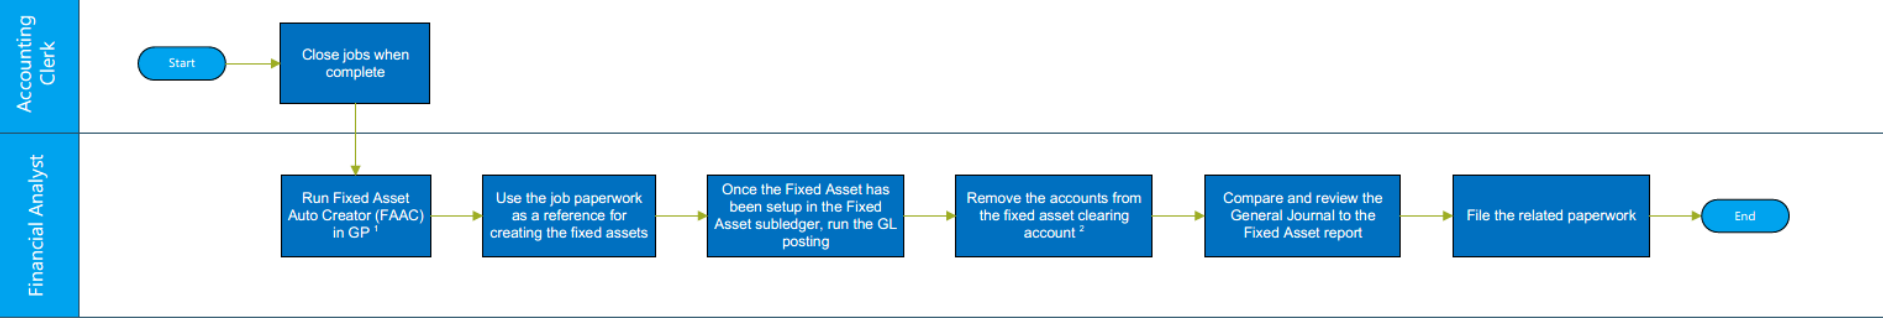 Accounting
Clerk
Start
Close jobs when
complete
Financial Analyst
Run Fixed Asset
Auto Creator (FAAC)
in GP ¹
Use the job paperwork
as a reference for
creating the fixed assets
Once the Fixed Asset has
been setup in the Fixed
Asset subledger, run the GL
posting
Remove the accounts from
the fixed asset clearing
account ²
Compare and review the
General Journal to the
Fixed Asset report
File the related paperwork
End